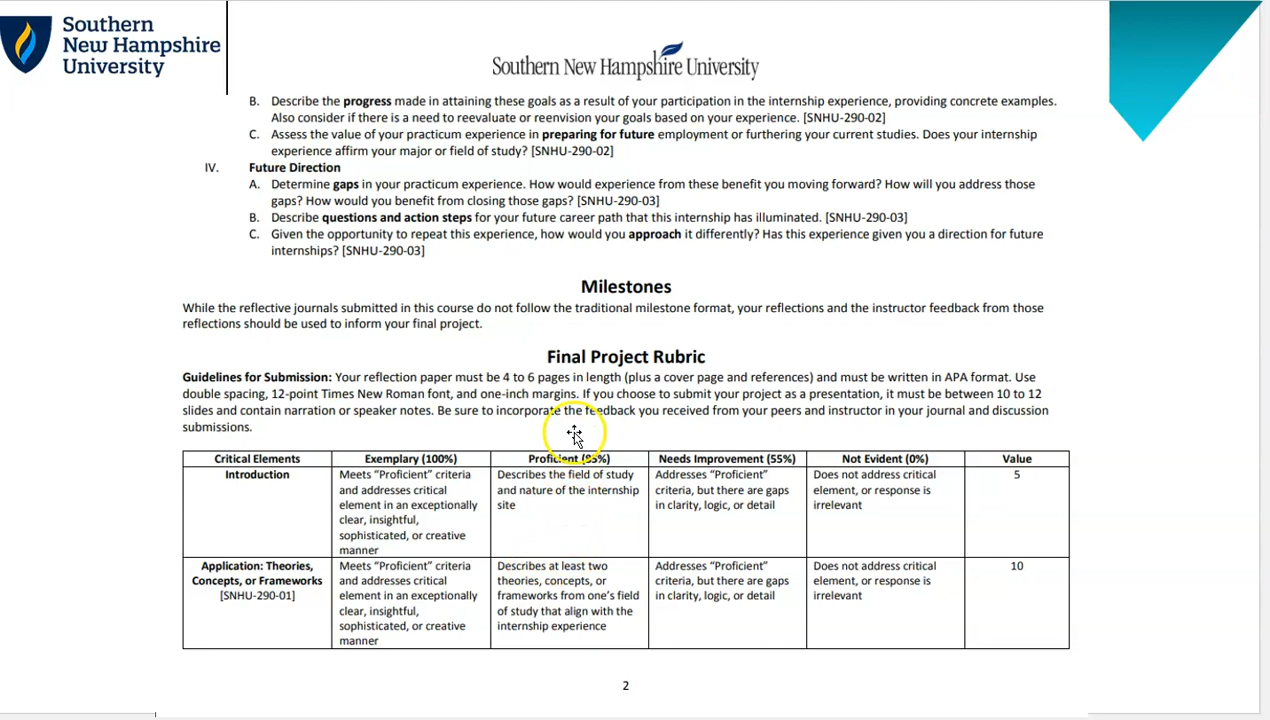 Southern
New Hampshire
University
Southern New Hampshire University
B. Describe the progress made in attaining these goals as a result of your participation in the internship experience, providing concrete examples.
Also consider if there is a need to reevaluate or reenvision your goals based on your experience. [SNHU-290-02]
C. Assess the value of your practicum experience in preparing for future employment or furthering your current studies. Does your internship
experience affirm your major or field of study? [SNHU-290-02]
IV. Future Direction
A. Determine gaps in your practicum experience. How would experience from these benefit you moving forward? How will you address those
gaps? How would you benefit from closing those gaps? [SNHU-290-03]
B. Describe questions and action steps for your future career path that this internship has illuminated. [SNHU-290-03]
C. Given the opportunity to repeat this experience, how would you approach it differently? Has this experience given you a direction for future
internships? [SNHU-290-03]
Milestones
While the reflective journals submitted in this course do not follow the traditional milestone format, your reflections and the instructor feedback from those
reflections should be used to inform your final project.
Final Project Rubric
Guidelines for Submission: Your reflection paper must be 4 to 6 pages in length (plus a cover page and references) and must be written in APA format. Use
double spacing, 12-point Times New Roman font, and one-inch margins. If you choose to submit your project as a presentation, it must be between 10 to 12
slides and contain narration or speaker notes. Be sure to incorporate the feedback you received from your peers and instructor in your journal and discussion
submissions.
Critical Elements Exemplary (100%) Proficient (85%) Needs Improvement (55%) Not Evident (0%) Value
Introduction
Meets “Proficient” criteria
and addresses critical
element in an exceptionally
clear, insightful,
sophisticated, or creative
manner
Describes the field of study
and nature of the internship
site
Addresses “Proficient”
criteria, but there are gaps
in clarity, logic, or detail
Does not address critical
element, or response is
irrelevant
5
Application: Theories,
Concepts, or Frameworks
[SNHU-290-01]
Meets “Proficient” criteria
and addresses critical
element in an exceptionally
clear, insightful,
sophisticated, or creative
manner
Describes at least two
theories, concepts, or
frameworks from one’s field
of study that align with the
internship experience
Addresses “Proficient”
criteria, but there are gaps
in clarity, logic, or detail
Does not address critical
element, or response is
irrelevant
10
2